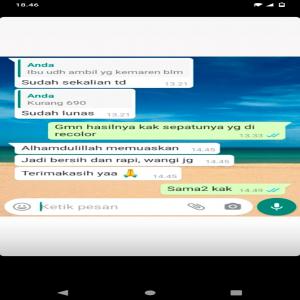 18.46
Anda
Ibu udh ambil yg kemaren blm
Sudah sekalian td 13.21
Anda
Kurang 690
Sudah lunas 13.21
Gmn hasilnya kak sepatunya yg di
recolor 13.33
Alhamdulillah memuaskan 14.45
Jadi bersih dan rapi, wangi jg 14.45
Terimakasih yaa 🙏 14.45
Sama2 kak 14.49
Ketik pesan